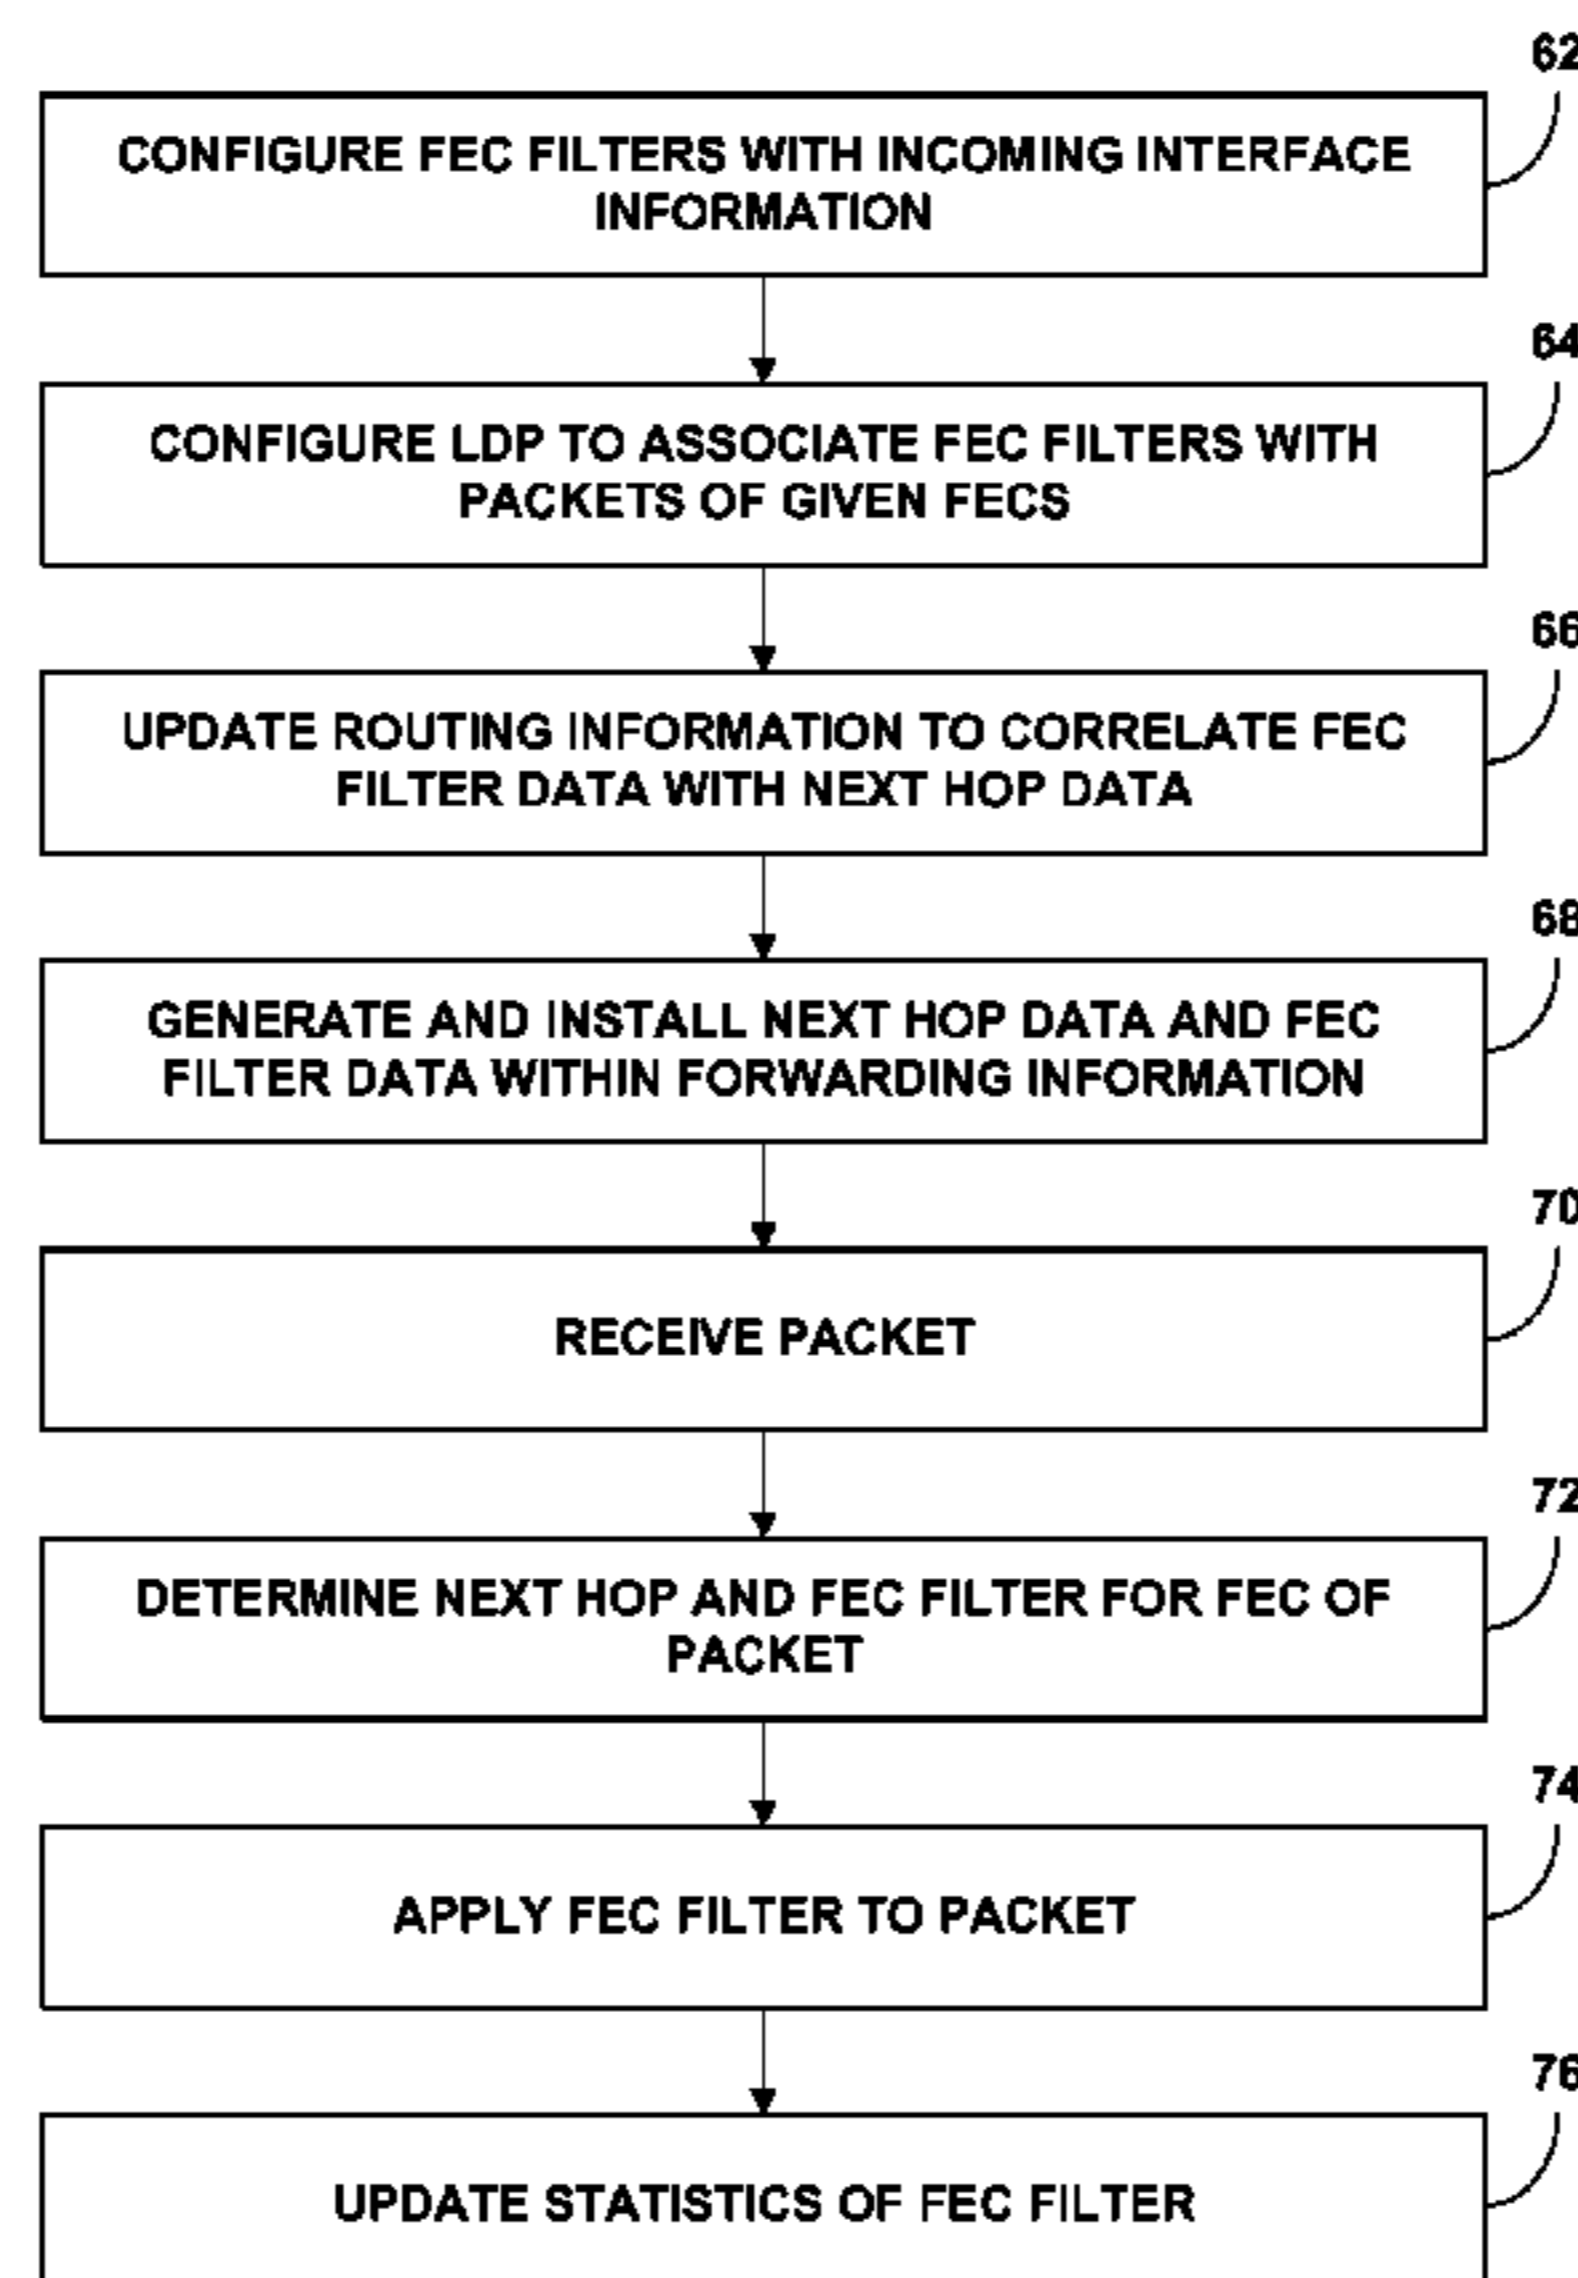 62
CONFIGURE FEC FILTERS WITH INCOMING INTERFACE
INFORMATION
64
CONFIGURE LDP TO ASSOCIATE FEC FILTERS WITH
PACKETS OF GIVEN FECS
66
UPDATE ROUTING INFORMATION TO CORRELATE FEC
FILTER DATA WITH NEXT HOP DATA
68
GENERATE AND INSTALL NEXT HOP DATA AND FEC
FILTER DATA WITHIN FORWARDING INFORMATION
70
RECEIVE PACKET
72
DETERMINE NEXT HOP AND FEC FILTER FOR FEC OF
PACKET
74
APPLY FEC FILTER TO PACKET
76
UPDATE STATISTICS OF FEC FILTER